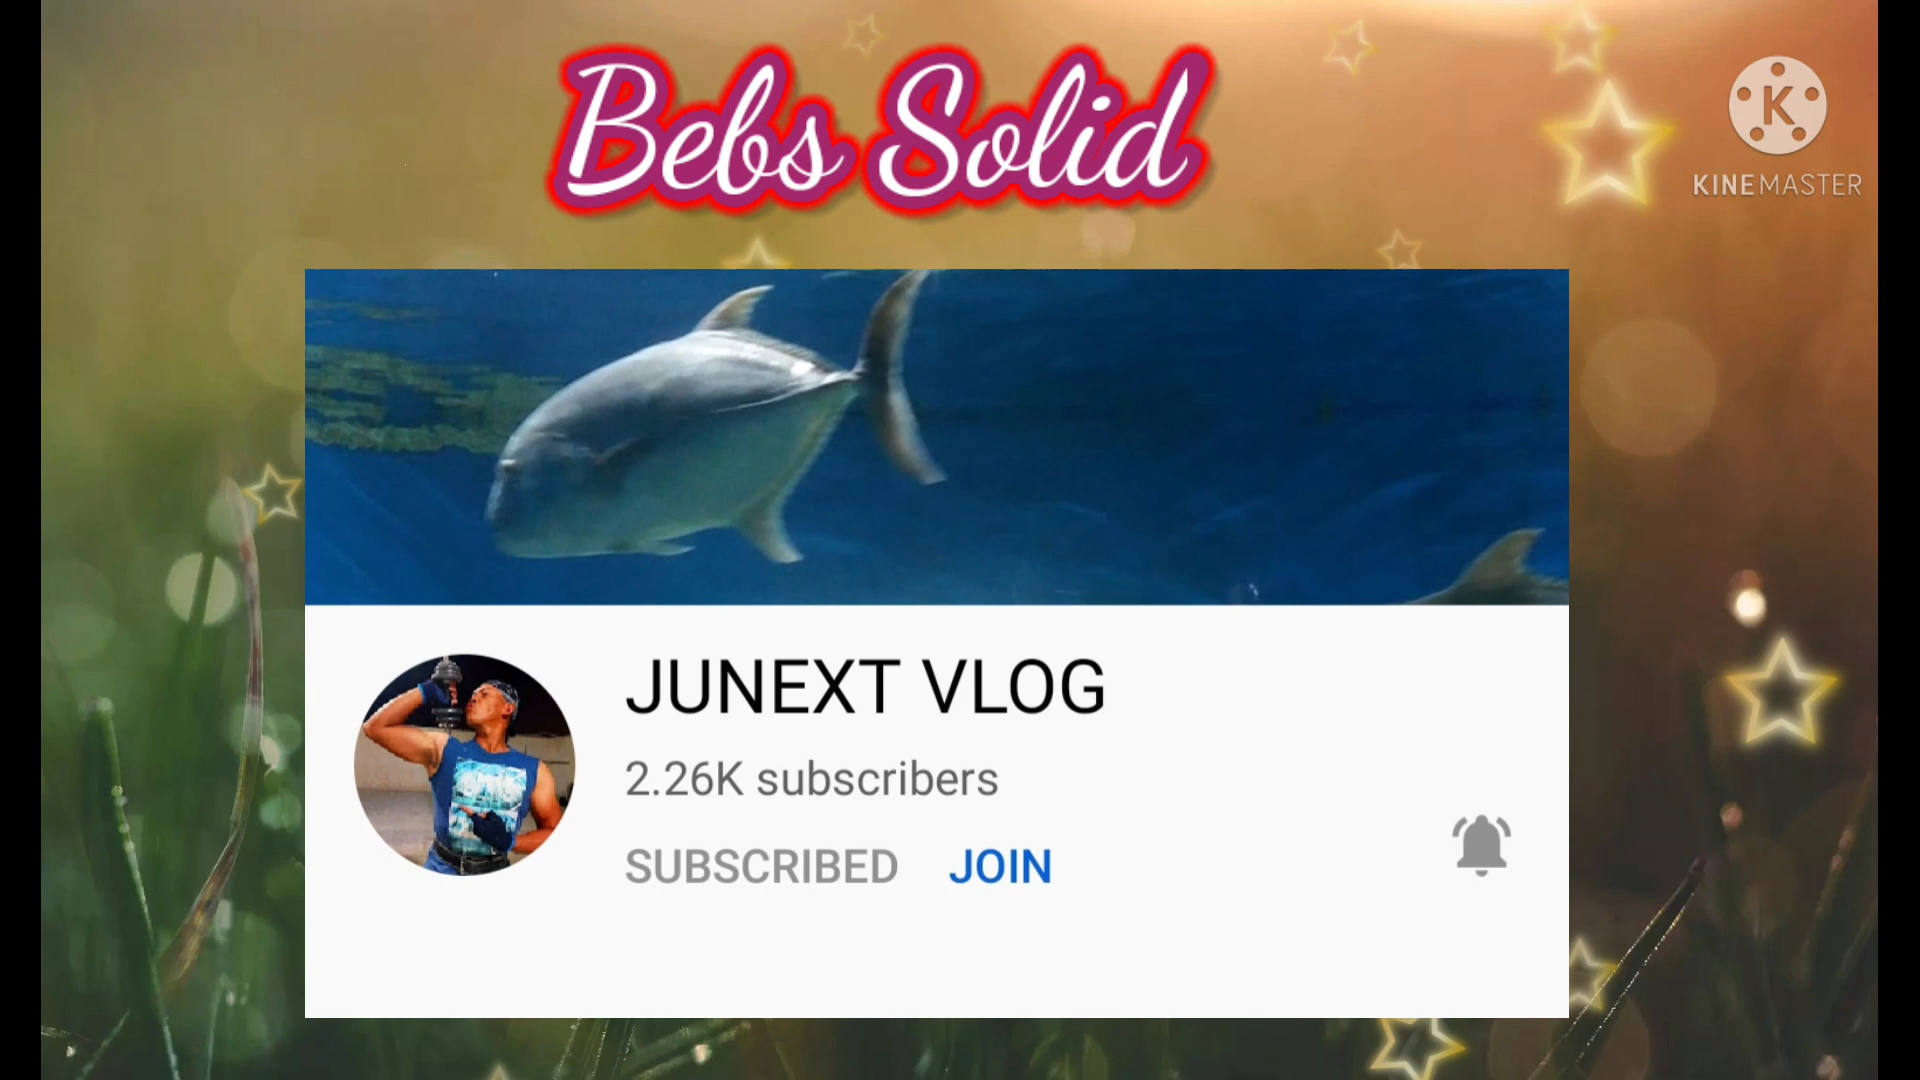 Bebs Solid
K
KINEMASTER
JUNEXT VLOG
2.26K subscribers
SUBSCRIBED JOIN